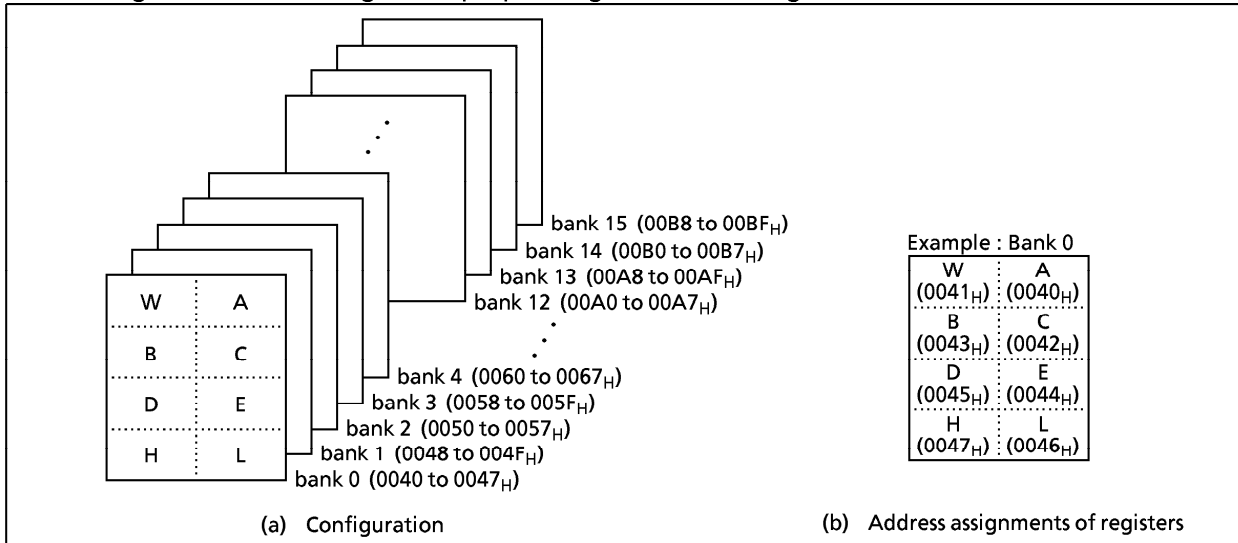 bank 15 (00B8 to 00BFH)
bank 14 (00B0 to 00B7H)
bank 13 (00A8 to 00AFH)
bank 12 (00A0 to 00A7H)
bank 4 (0060 to 0067H)
bank 3 (0058 to 005FH)
bank 2 (0050 to 0057H)
bank 1 (0048 to 004FH)
bank 0 (0040 to 0047H)
W A
B C
D E
H L
(a) Configuration
Example : Bank 0
W A
(0041H) (0040H)
B C
(0043H) (0042H)
D E
(0045H) (0044H)
H L
(0047H) (0046H)
(b) Address assignments of registers